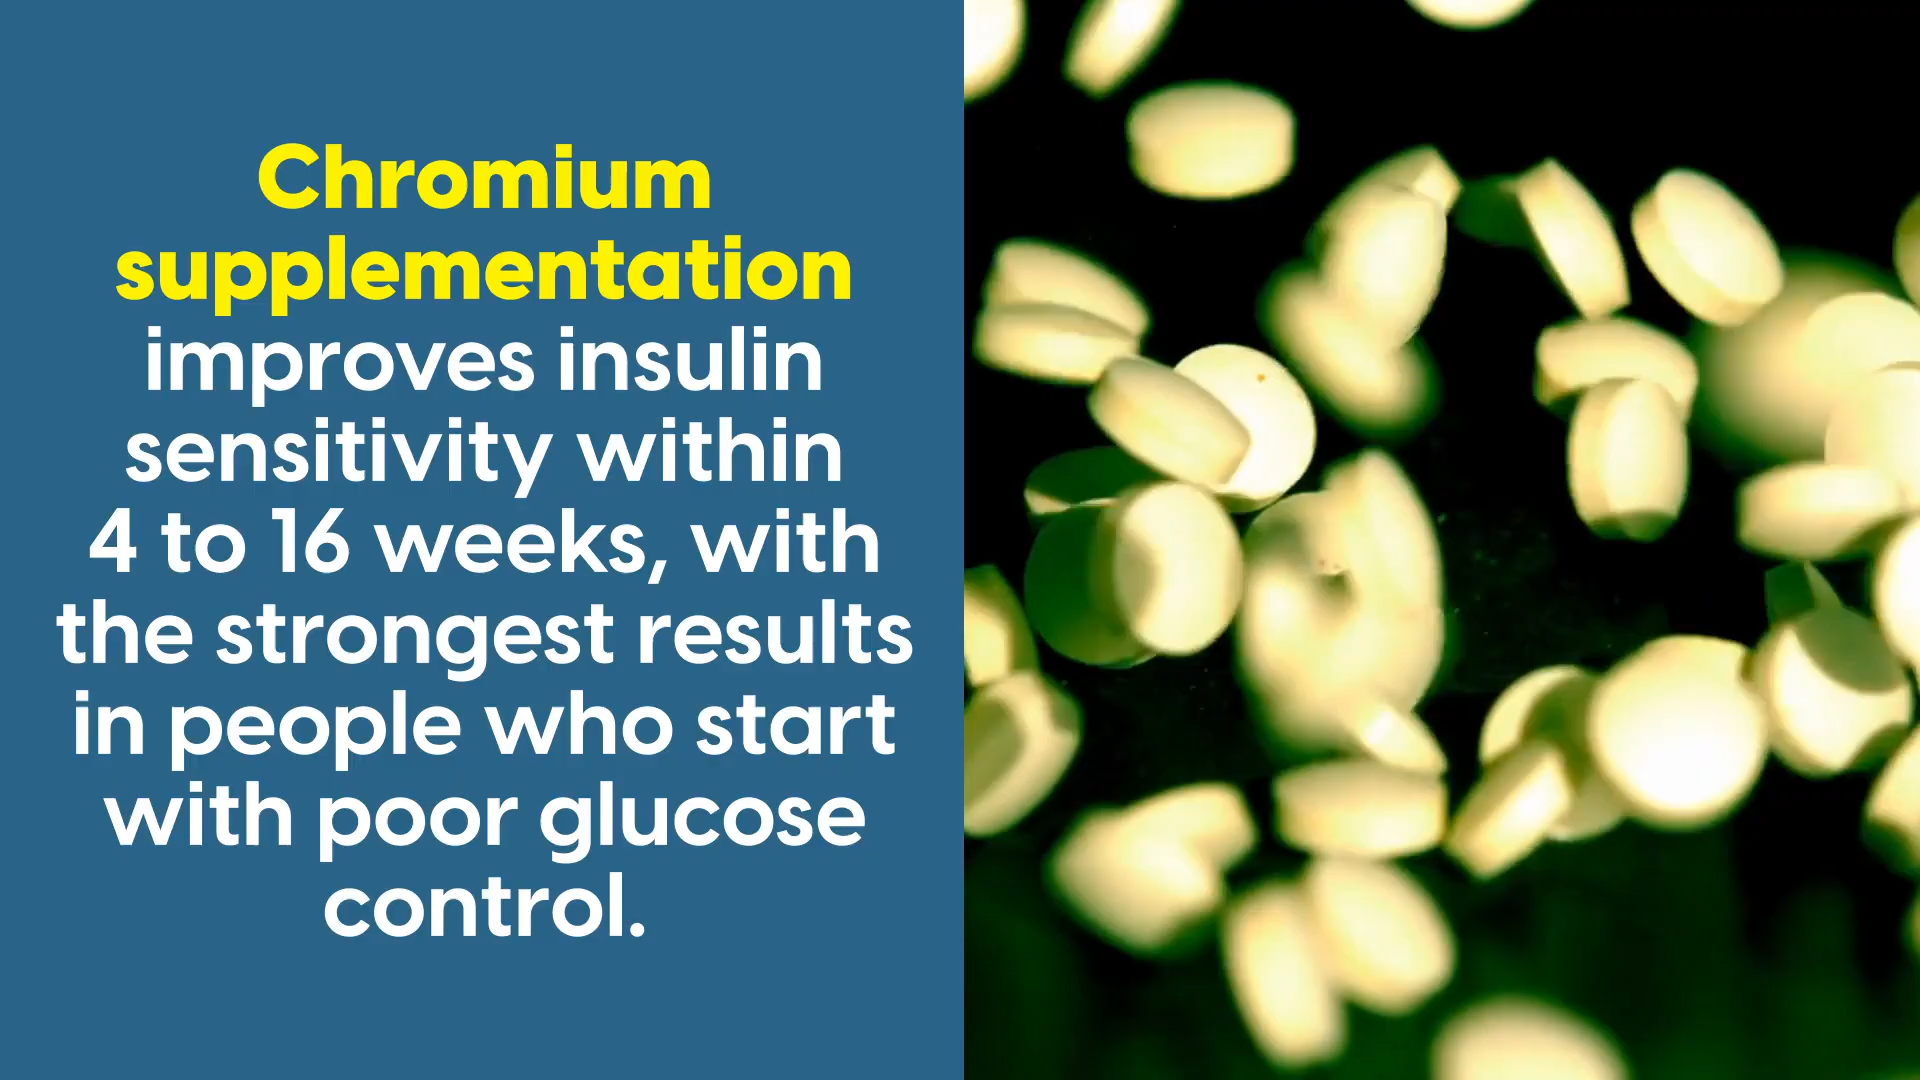 Chromium
supplementation
improves insulin
sensitivity within
4 to 16 weeks, with
the strongest results
in people who start
with poor glucose
control.